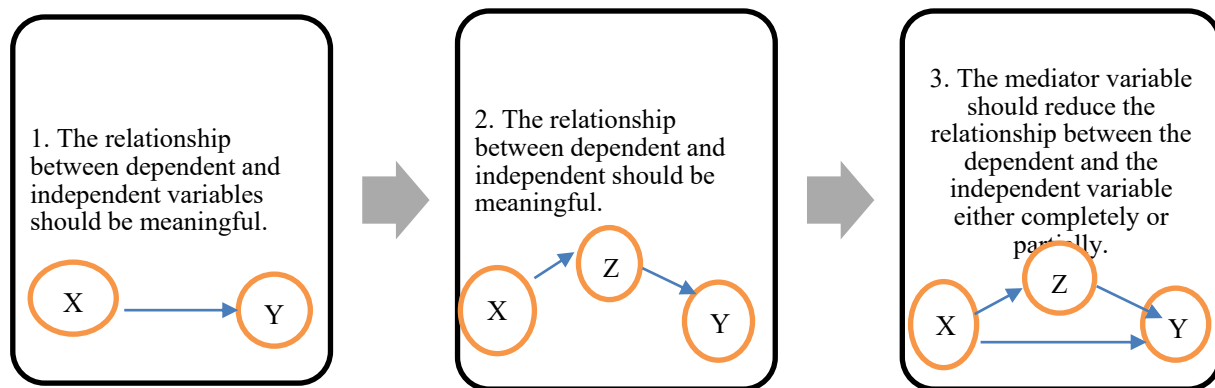 1. The relationship
between dependent and
independent variables
should be meaningful.
X
Y
2. The relationship
between dependent and
independent should be
meaningful.
Z
X
Y
3. The mediator variable
should reduce the
relationship between the
dependent and the
independent variable
either completely or
partially.
Z
X
Y